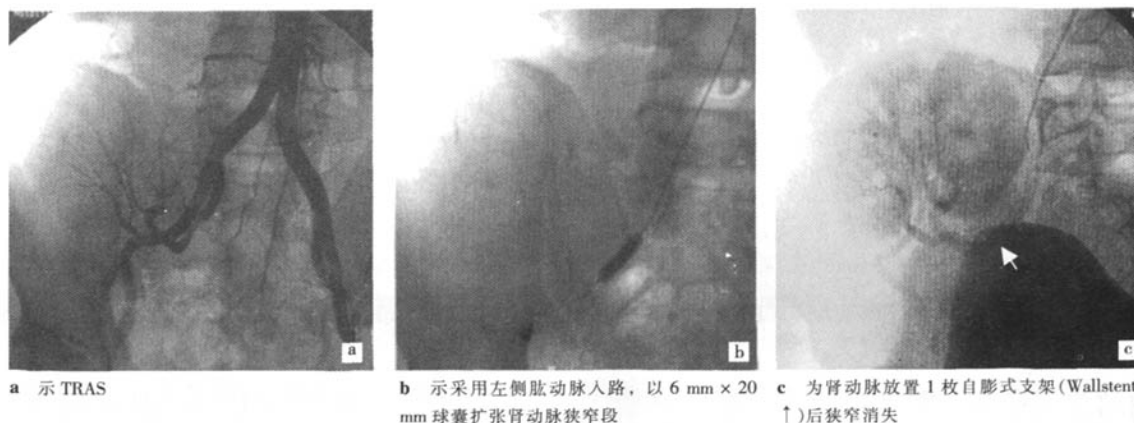 a
b
c
a 示 TRAS
b 示采用左侧肱动脉入路，以 6 mm × 20
mm 球囊扩张肾动脉狭窄段
c 为肾动脉放置 1 枚自膨式支架(Wallstent
↑)后狭窄消失